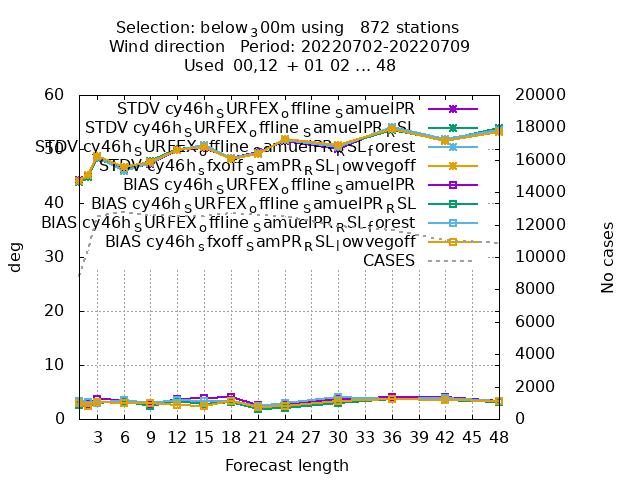 Selection: below_300m using 872 stations
Wind direction Period: 20220702-20220709
Used 00,12 + 01 02 ... 48
60 20000
STDV cy46h_SURFEX_offline_samuelPR
18000
STDV cy46h_SURFEX_offline_samuelPR_RSL
STDV cy46h_SURFEX_offline_samuelPR_RSL_forest
50
16000
STDV cy46h_sfxoff_SamPR_RSL_lowvegoff
BIAS cy46h_SURFEX_offline_samuelPR
14000
40
BIAS cy46h_SURFEX_offline_samuelPR_RSL
BIAS cy46h_SURFEX_offline_samuelPR_RSL_forest
12000
BIAS cy46h_sfxoff_SamPR_RSL_lowvegoff
CASES
30 10000
8000
20
6000
4000
10
2000
0 0
deg
No cases
3 6 9 12 15 18 21 24 27 30 33 36 39 42 45 48
Forecast length